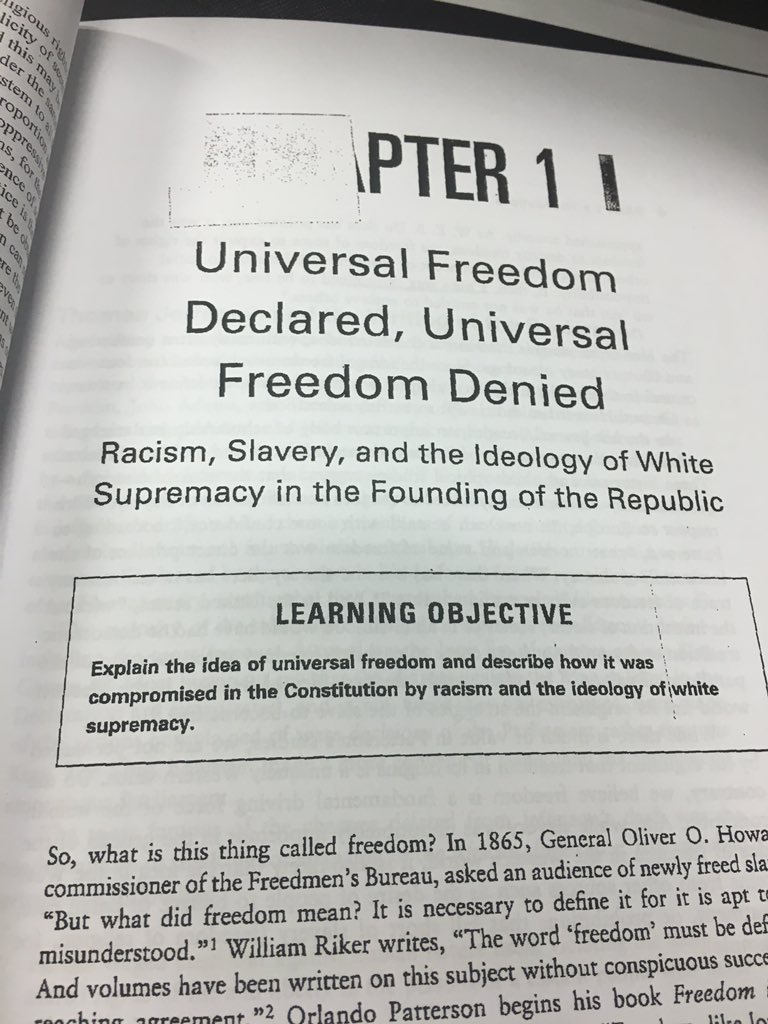 APTER 1
Universal Freedom
Declared, Universal
Freedom Denied
Racism, Slavery, and the Ideology of White
Supremacy in the Founding of the Republic
LEARNING OBJECTIVE
Explain the idea of universal freedom and describe how it was
compromised in the Constitution by racism and the ideology of white
supremacy.
So, what is this thing called freedom? In 1865, General Oliver O. Howa
commissioner of the Freedmen's Bureau, asked an audience of newly freed sla
"But what did freedom mean? It is necessary to define it for it is apt t
misunderstood."1 William Riker writes, "The word 'freedom' must be def
And volumes have been written on this subject without conspicuous succe
reaching agreement."2 Orlando Patterson begins his book Freedom